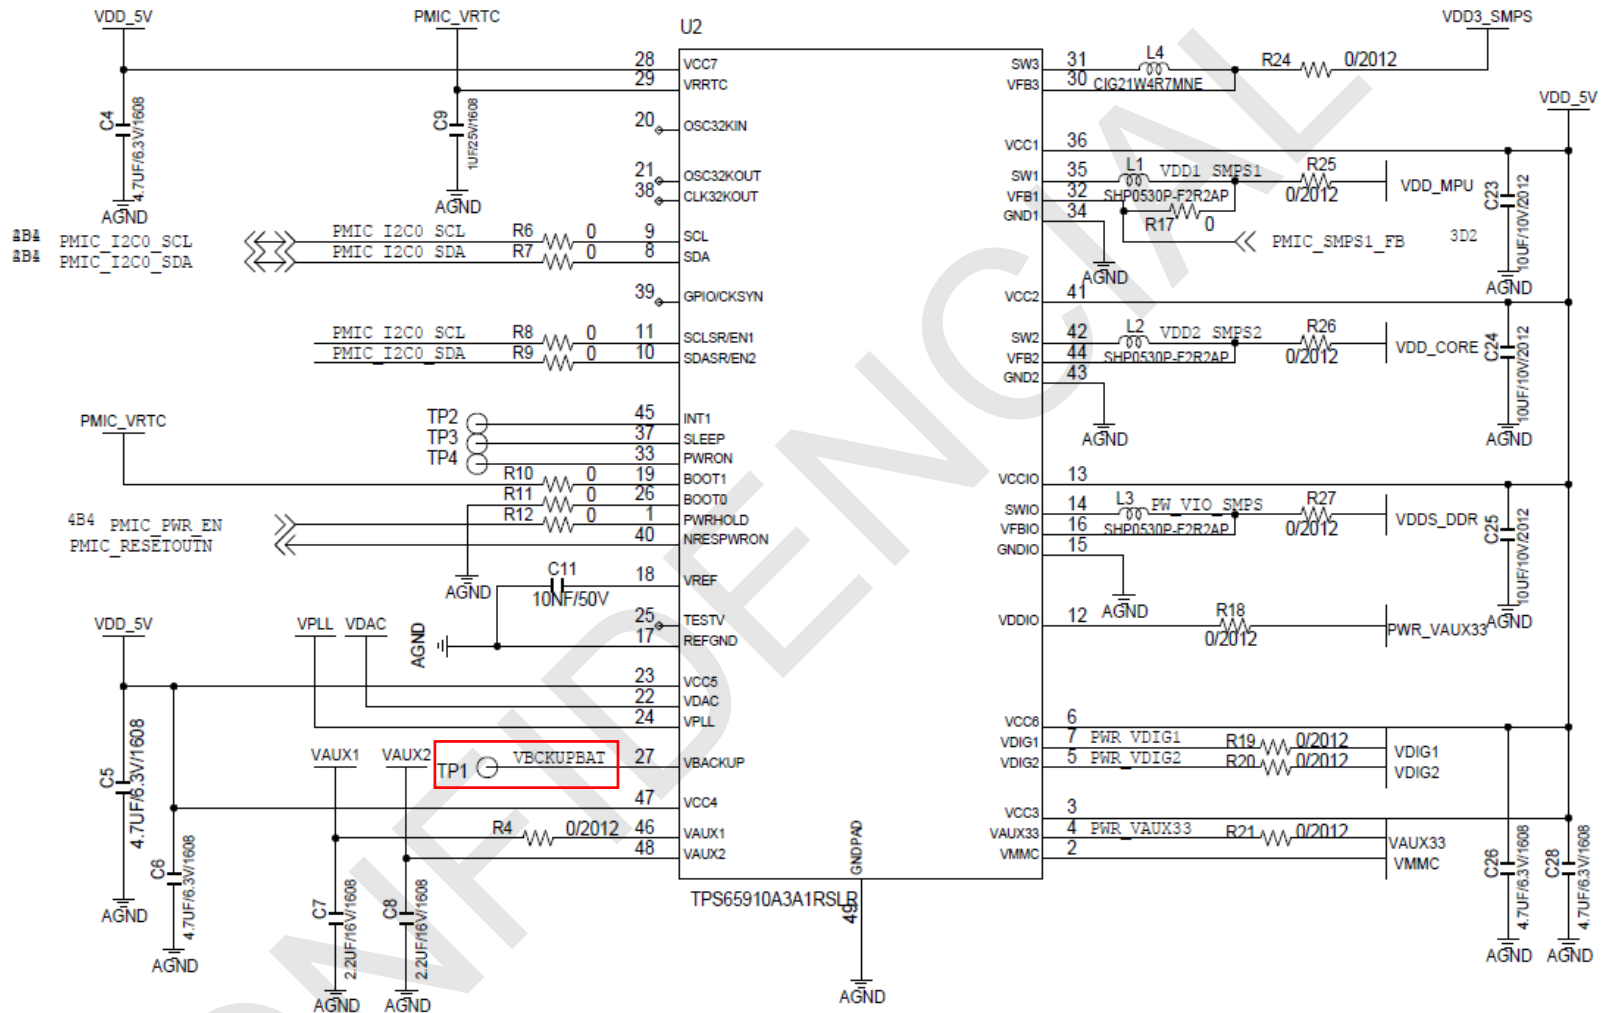 VDD_5V
PMIC_VRTC
U2
VDD3_SMPS
28 VCC7
29 VRRTC
20 OSC32KIN
21 OSC32KOUT
38 CLK32KOUT
C4
4.7UF/6.3V/1608
AGND
C9
1UF/25V/1608
AGND
4B4 PMIC_I2C0_SCL
4B4 PMIC_I2C0_SDA
PMIC_I2C0_SCL R6 0 9 SCL
PMIC_I2C0_SDA R7 0 8 SDA
39 GPIO/CKSYN
PMIC_I2C0_SCL R8 0 11 SCLSR/EN1
PMIC_I2C0_SDA R9 0 10 SDASR/EN2
PMIC_VRTC
TP2 45 INT1
TP3 37 SLEEP
TP4 33 PWRON
R10 0 19 BOOT1
R11 0 26 BOOT0
4B4 PMIC_PWR_EN R12 0 1 PWRHOLD
PMIC_RESETOUTN 40 NRESPWRON
AGND
C11
10NF/50V
18 VREF
25 TESTV
17 REFGND
AGND
VDD_5V
VPLL
VDAC
23 VCC5
22 VDAC
24 VPLL
VAUX1
VAUX2
TP1 VBCKUPBAT 27 VBACKUP
47 VCC4
R4 0/2012 46 VAUX1
48 VAUX2
C5
4.7UF/6.3V/1608
AGND
C6
4.7UF/6.3V/1608
AGND
C7
2.2UF/16V/1608
AGND
C8
2.2UF/16V/1608
AGND
TPS65910A3A1RSLR
GNDPAD
49
AGND
SW3 31 L4 R24 0/2012
VFB3 30 CIG21W4R7MNE
VDD_5V
VCC1 36
SW1 35 L1 VDD1_SMPS1 R25
VFB1 32 SHP0530P-F2R2AP 0/2012 VDD_MPU
GND1 34 R17 0
PMIC_SMPS1_FB 3D2
AGND
C23
10UF/10V/2012
AGND
VCC2 41
SW2 42 L2 VDD2_SMPS2 R26
VFB2 44 SHP0530P-F2R2AP 0/2012 VDD_CORE
GND2 43
AGND
C24
10UF/10V/2012
AGND
VCCIO 13
SWIO 14 L3 PW_VIO_SMPS R27
VFBIO 16 SHP0530P-F2R2AP 0/2012 VDDS_DDR
GNDIO 15
AGND
C25
10UF/10V/2012
AGND
VDDIO 12 R18
0/2012 PWR_VAUX33
VCC6 6
VDIG1 7 PWR_VDIG1 R19 0/2012 VDIG1
VDIG2 5 PWR_VDIG2 R20 0/2012 VDIG2
VCC3 3
VAUX33 4 PWR_VAUX33 R21 0/2012 VAUX33
VMMC 2 VMMC
C26
4.7UF/6.3V/1608
AGND
C28
4.7UF/6.3V/1608
AGND
ONFIDENCIAL